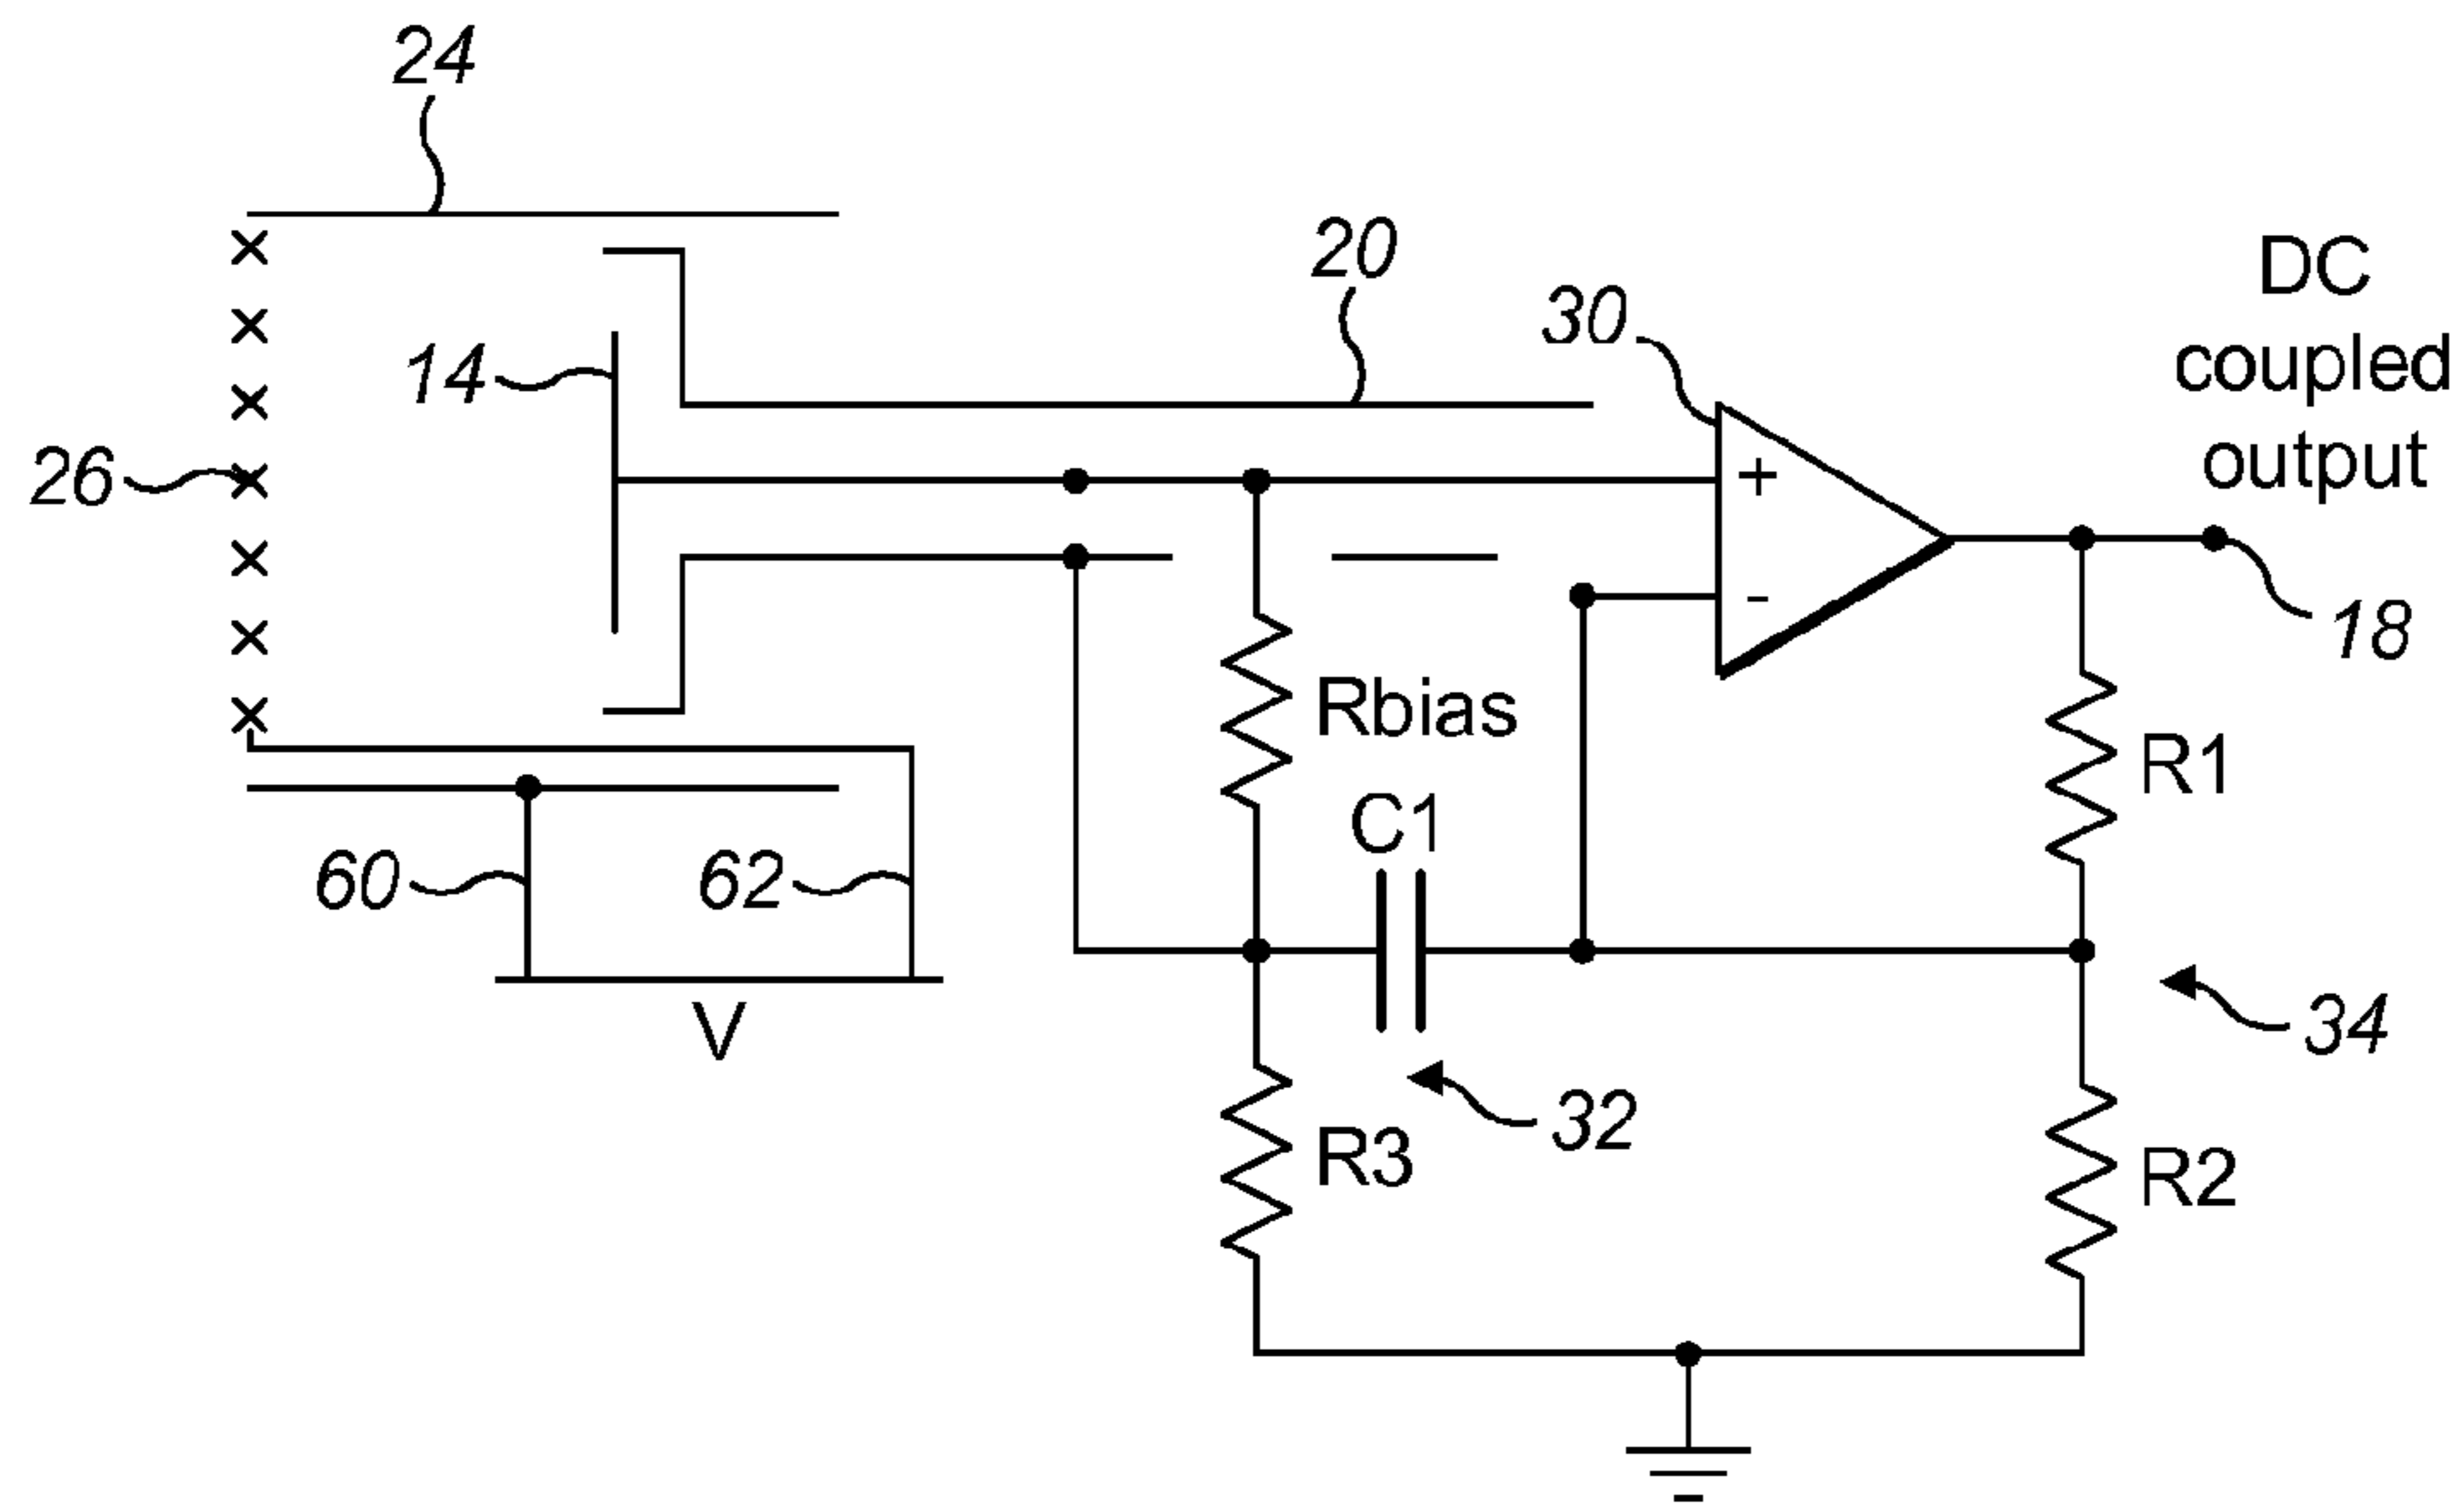 24
20
30
DC
coupled
output
14
26
+
-
18
Rbias
R1
C1
60
62
V
34
32
R3
R2